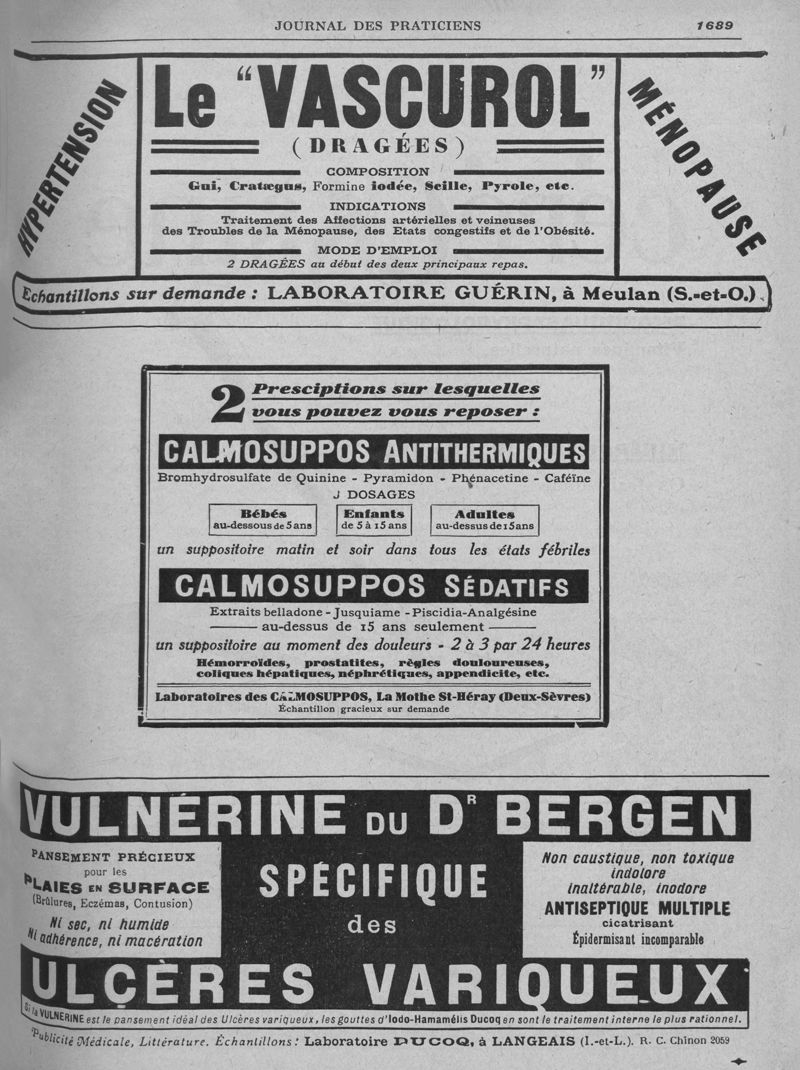 JOURNAL DES PRATICIENS 1689
HYPERTENSION
Le "VASCUROL"
(DRAGÉES)
COMPOSITION
Gui, Cratægus, Formine iodée, Scille, Pyrole, etc.
INDICATIONS
Traitement des Affections artérielles et veineuses
des Troubles de la Ménopause, des Etats congestifs et de l'Obésité.
MODE D'EMPLOI
2 DRAGÉES au début des deux principaux repas.
MÉNOPAUSE
Echantillons sur demande : LABORATOIRE GUÉRIN, à Meulan (S.-et-O.)
2 Presciptions sur lesquelles
vous pouvez vous reposer :
CALMOSUPPOS ANTITHERMIQUES
Bromhydrosulfate de Quinine - Pyramidon - Phénacetine - Caféïne
J DOSAGES
Bébés
au-dessous de 5 ans
Enfants
de 5 à 15 ans
Adultes
au-dessus de 15 ans
un suppositoire matin et soir dans tous les états fébriles
CALMOSUPPOS SÉDATIFS
Extraits belladone - Jusquiame - Piscidia-Analgésine
au-dessus de 15 ans seulement
un suppositoire au moment des douleurs - 2 à 3 par 24 heures
Hémorroïdes, prostatites, règles douloureuses,
coliques hépatiques, néphrétiques, appendicite, etc.
Laboratoires des CALMOSUPPOS, La Mothe St-Héray (Deux-Sèvres)
Échantillon gracieux sur demande
VULNÉRINE DU Dr BERGEN
PANSEMENT PRÉCIEUX
pour les
PLAIES EN SURFACE
(Brûlures, Eczémas, Contusion)
Ni sec, ni humide
Ni adhérence, ni macération
SPÉCIFIQUE
des
Non caustique, non toxique
indolore
inaltérable, inodore
ANTISEPTIQUE MULTIPLE
cicatrisant
Épidermisant incomparable
ULCÈRES VARIQUEUX
Si la VULNERINE est le pansement idéal des Ulcères variqueux, les gouttes d'Iodo-Hamamélis Ducoq en sont le traitement interne le plus rationnel.
Publicité Médicale, Littérature. Échantillons : Laboratoire DUCOQ, à LANGEAIS (I.-et-L.). R. C. Chinon 2059